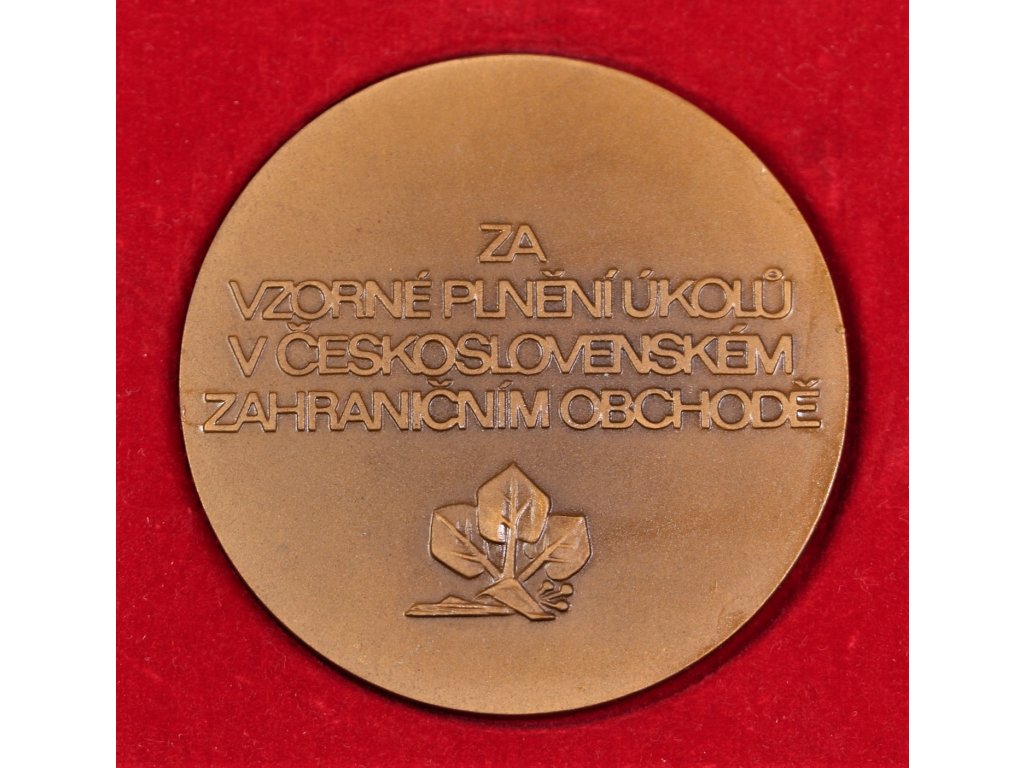 ZA
VZORNÉ PLNĚNÍ ÚKOLŮ
V ČESKOSLOVENSKÉM
ZAHRANIČNÍM OBCHODĚ